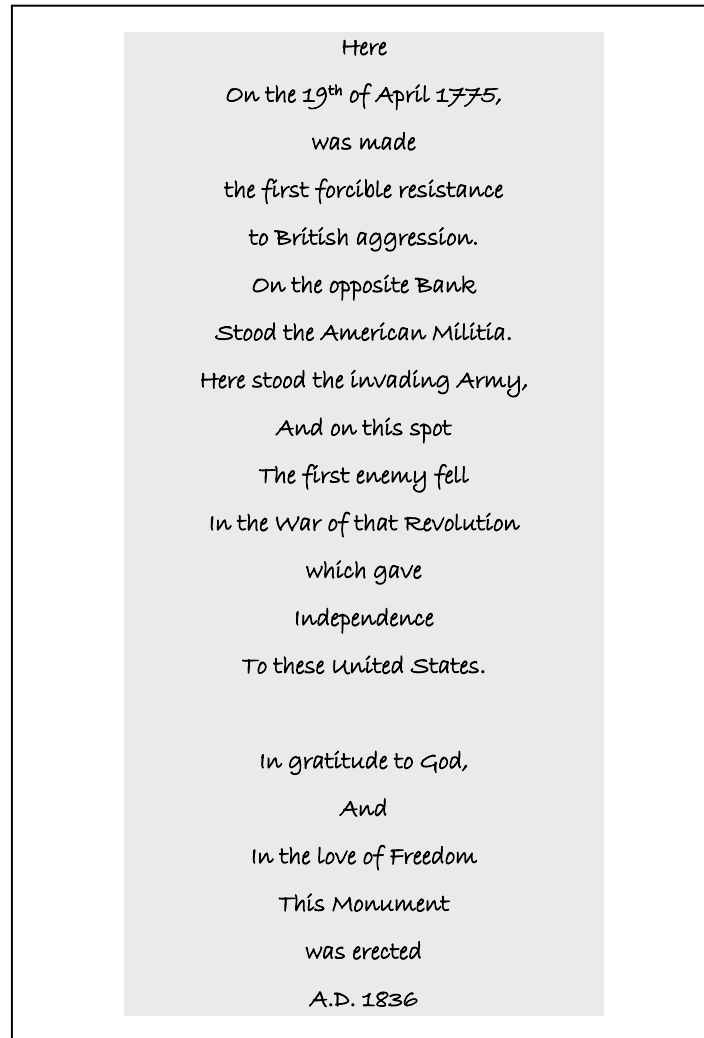 Here
On the 19th of April 1775,
was made
the first forcible resistance
to British aggression.
On the opposite Bank
Stood the American Militia.
Here stood the invading Army,
And on this spot
The first enemy fell
In the War of that Revolution
which gave
Independence
To these United States.
In gratitude to God,
And
In the love of Freedom
This Monument
was erected
A.D. 1836